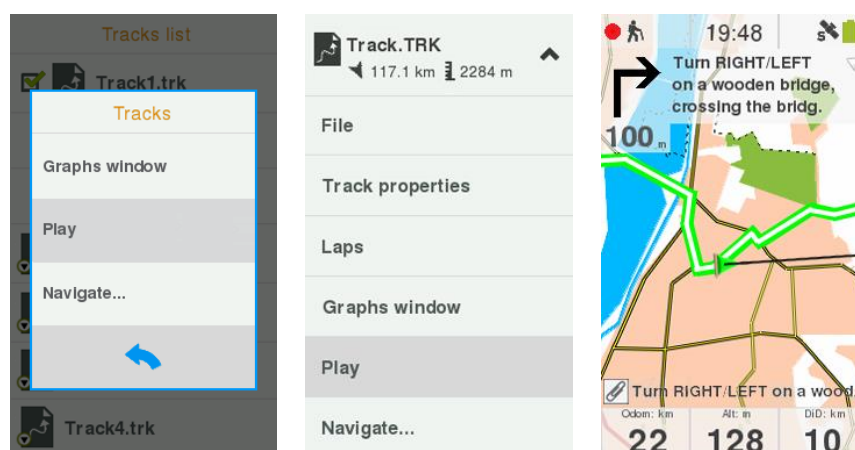 Tracks list
Track1.trk
Tracks
Graphs window
Play
Navigate...
Track4.trk
Track.TRK
117.1 km 2284 m
File
Track properties
Laps
Graphs window
Play
Navigate...
19:48
S
Turn RIGHT/LEFT
on a wooden bridge,
crossing the bridg.
100 m
Turn RIGHT/LEFT on a wood
Odom: km Alt: m DiD: km
22 128 10